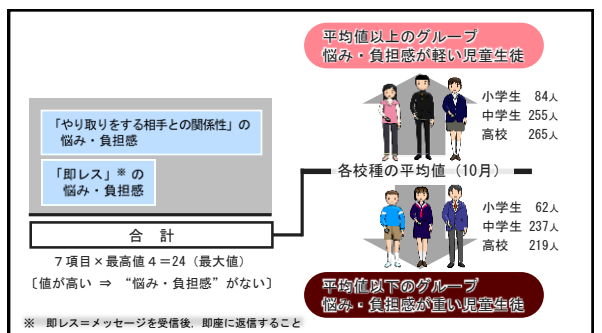 平均値以上のグループ
悩み・負担感が軽い児童生徒
小学生 84人
中学生 255人
高校 265人
「やり取りをする相手との関係性」の
悩み・負担感
「即レス」※ の
悩み・負担感
各校種の平均値（10月）
合 計
小学生 62人
中学生 237人
高校 219人
７項目×最高値４＝24（最大値）
〔値が高い ⇒ “悩み・負担感”がない〕
平均値以下のグループ
悩み・負担感が重い児童生徒
※ 即レス＝メッセージを受信後，即座に返信すること